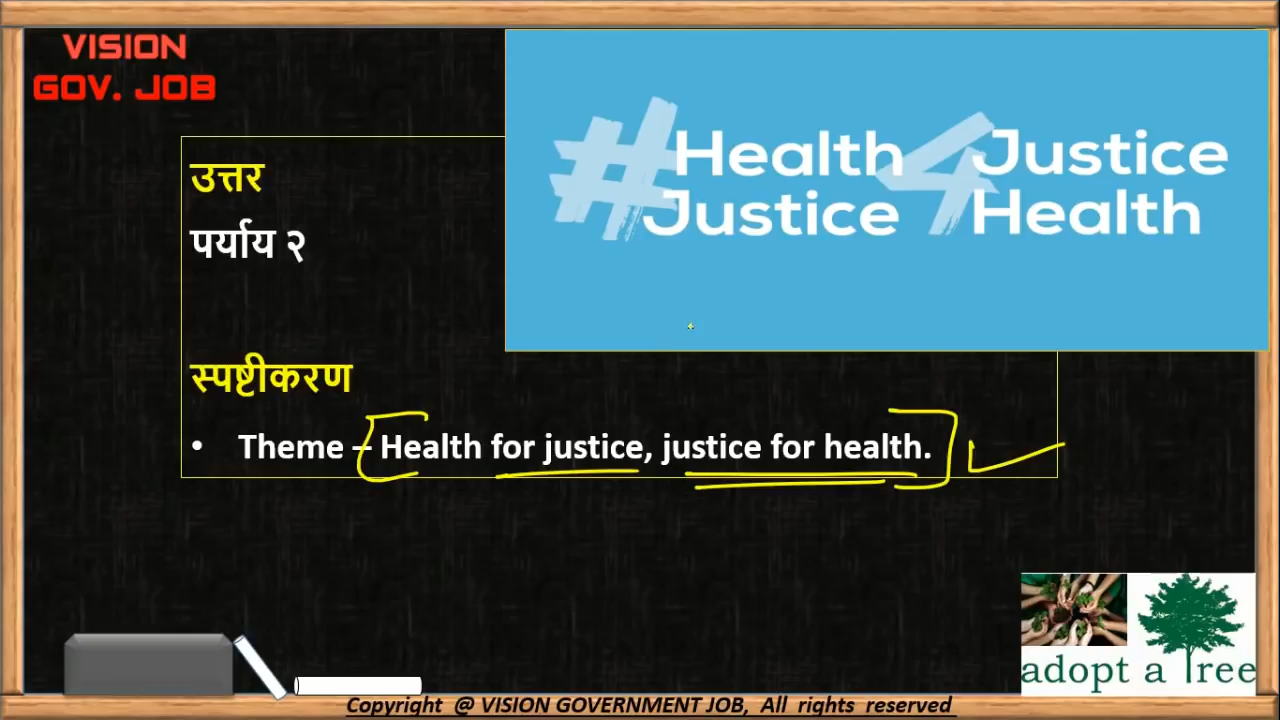 VISION
GOV. JOB
#Health 4 Justice
Justice Health
उत्तर
पर्याय २
स्पष्टीकरण
• Theme – Health for justice, justice for health.
adopt a Tree
Copyright @ VISION GOVERNMENT JOB, All rights reserved